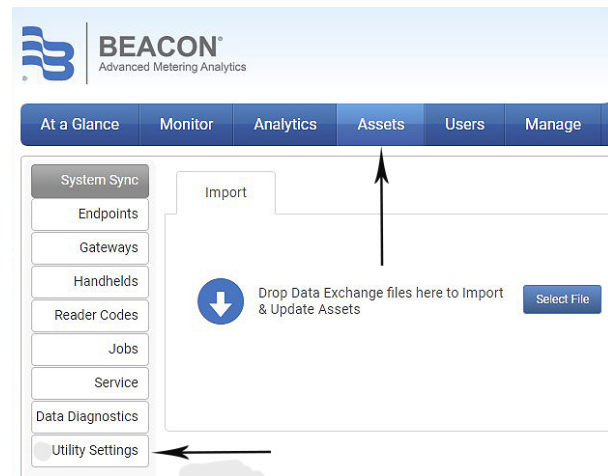 BEACON®
Advanced Metering Analytics
At a Glance Monitor Analytics Assets Users Manage
System Sync
Endpoints
Gateways
Handhelds
Reader Codes
Jobs
Service
Data Diagnostics
Utility Settings
Import
Drop Data Exchange files here to Import
& Update Assets
Select File